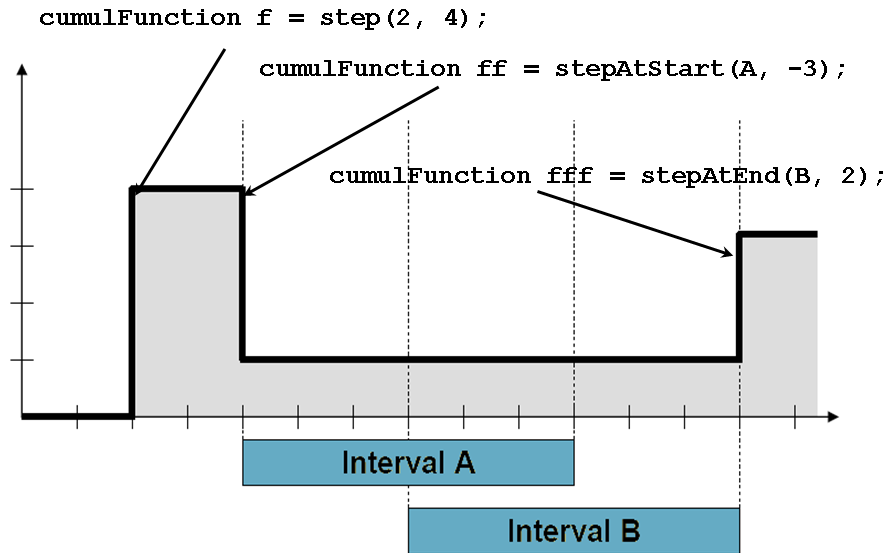 cumulFunction f = step(2, 4);
cumulFunction ff = stepAtStart(A, -3);
cumulFunction fff = stepAtEnd(B, 2);
Interval A
Interval B